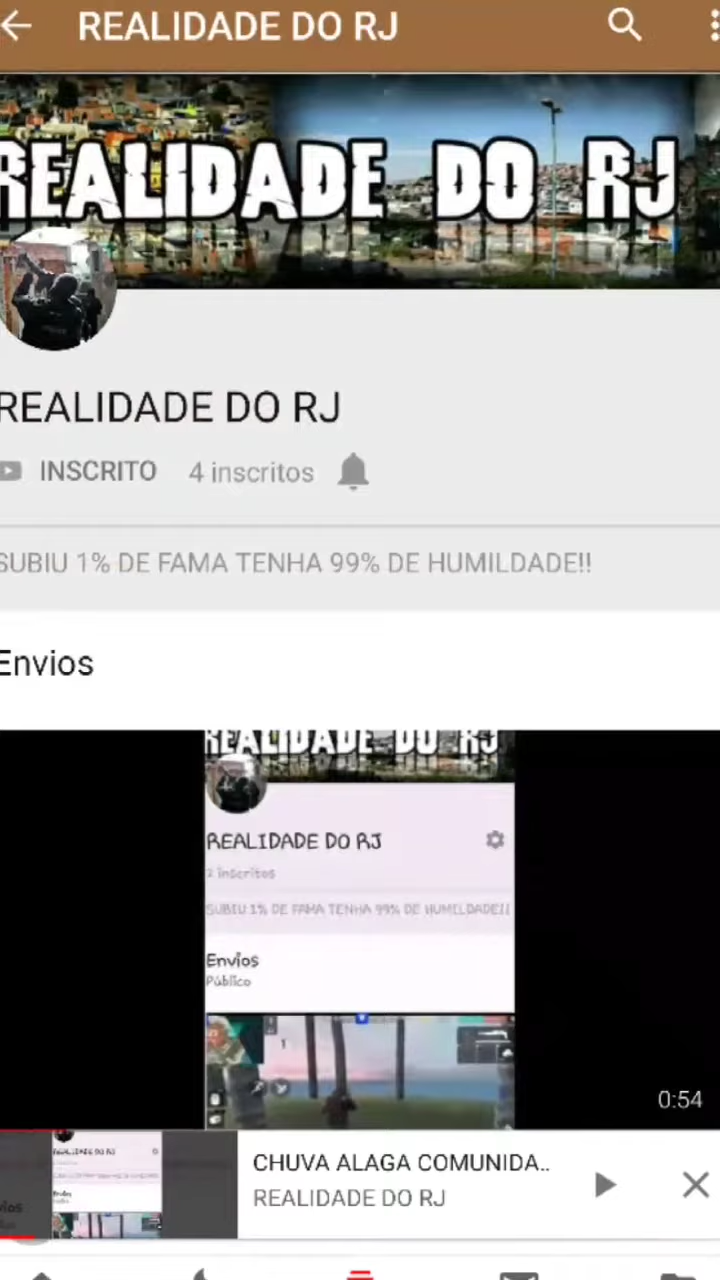 REALIDADE DO RJ
REALIDADE DO RJ
REALIDADE DO RJ
INSCRITO 4 inscritos
SUBIU 1% DE FAMA TENHA 99% DE HUMILDADE!!
Envios
REALIDADE DO RJ
REALIDADE DO RJ
2 inscritos
SUBIU 1% DE FAMA TENHA 99% DE HUMILDADE!!
Envios
Público
0:54
CHUVA ALAGA COMUNIDA..
REALIDADE DO RJ